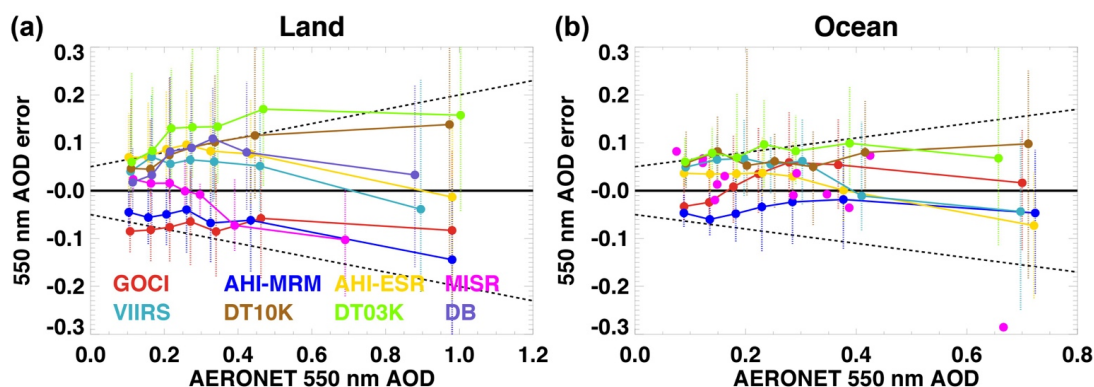 (a) Land
550 nm AOD error
0.3
0.2
0.1
-0.0
-0.1
-0.2
-0.3
GOCI AHI-MRM AHI-ESR MISR
VIIRS DT10K DT03K DB
0.0 0.2 0.4 0.6 0.8 1.0 1.2
AERONET 550 nm AOD
(b) Ocean
550 nm AOD error
0.3
0.2
0.1
-0.0
-0.1
-0.2
-0.3
0.0 0.2 0.4 0.6 0.8
AERONET 550 nm AOD